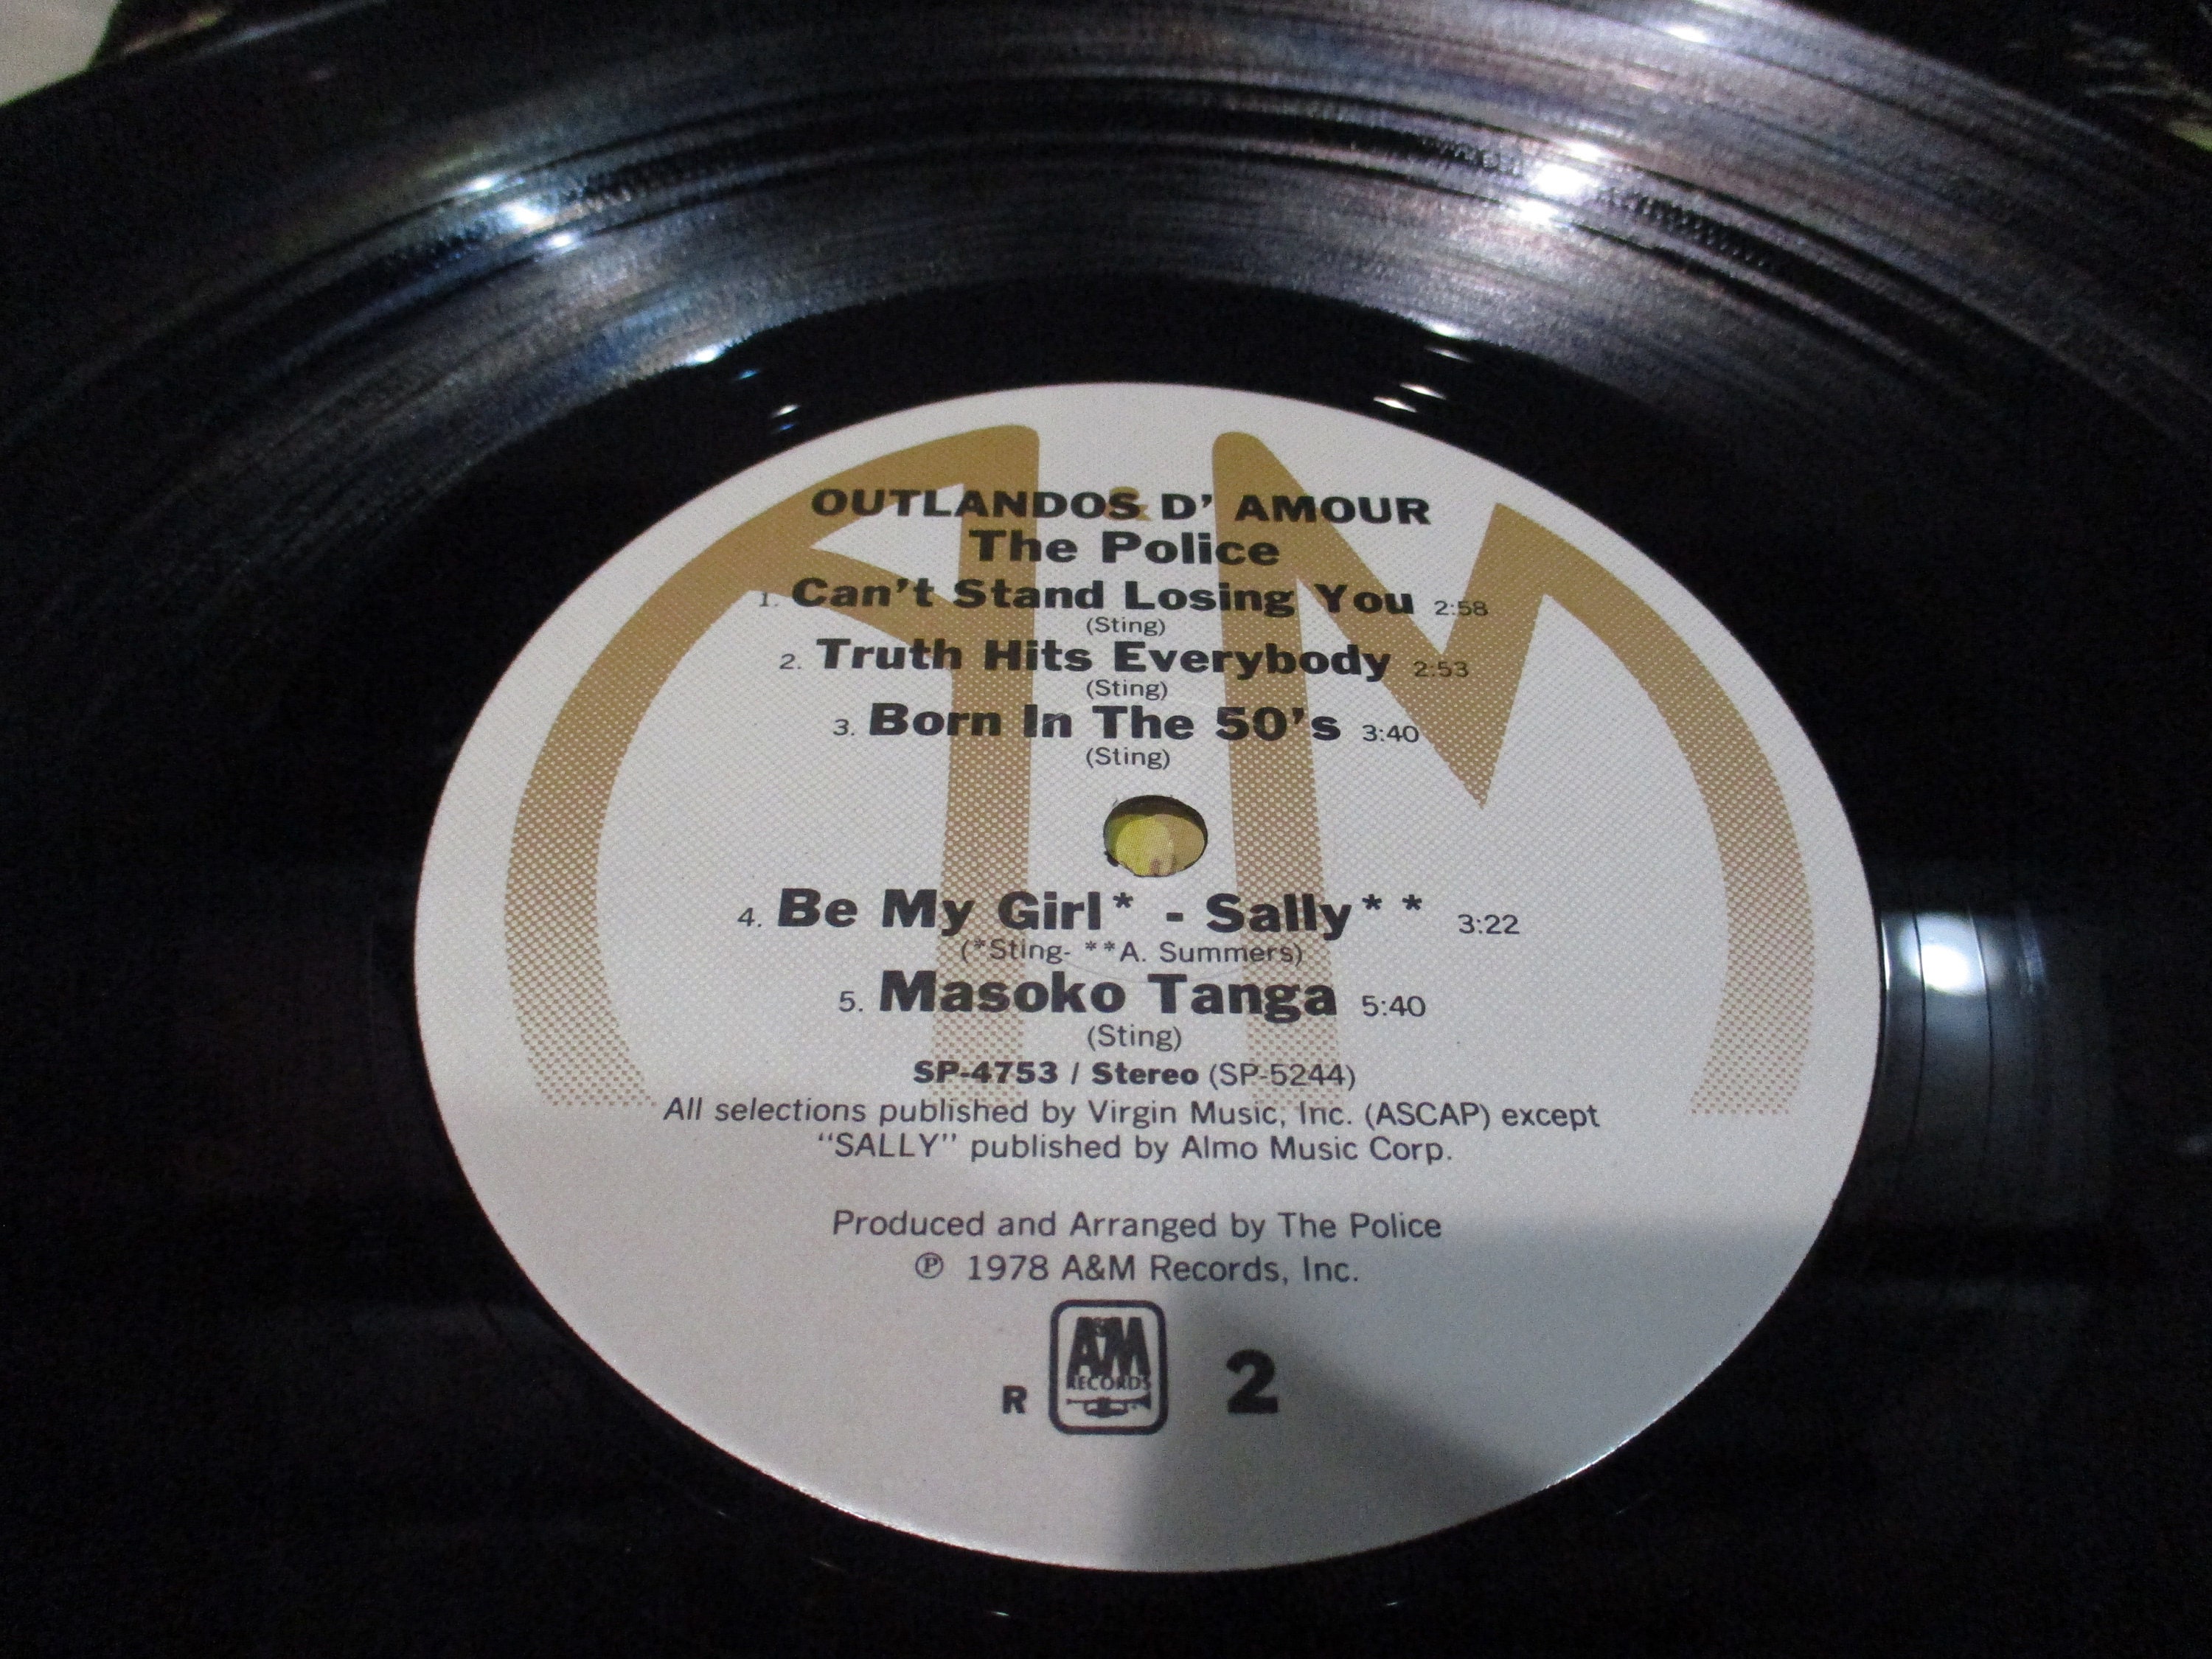 OUTLANDOS D' AMOUR
The Police
1. Can't Stand Losing You 2:58
(Sting)
2. Truth Hits Everybody 2:53
(Sting)
3. Born In The 50's 3:40
(Sting)
4. Be My Girl* - Sally** 3:22
(*Sting- **A. Summers)
5. Masoko Tanga 5:40
(Sting)
SP-4753 / Stereo (SP-5244)
All selections published by Virgin Music, Inc. (ASCAP) except
"SALLY" published by Almo Music Corp.
Produced and Arranged by The Police
℗ 1978 A&M Records, Inc.
A&M
RECORDS
R 2